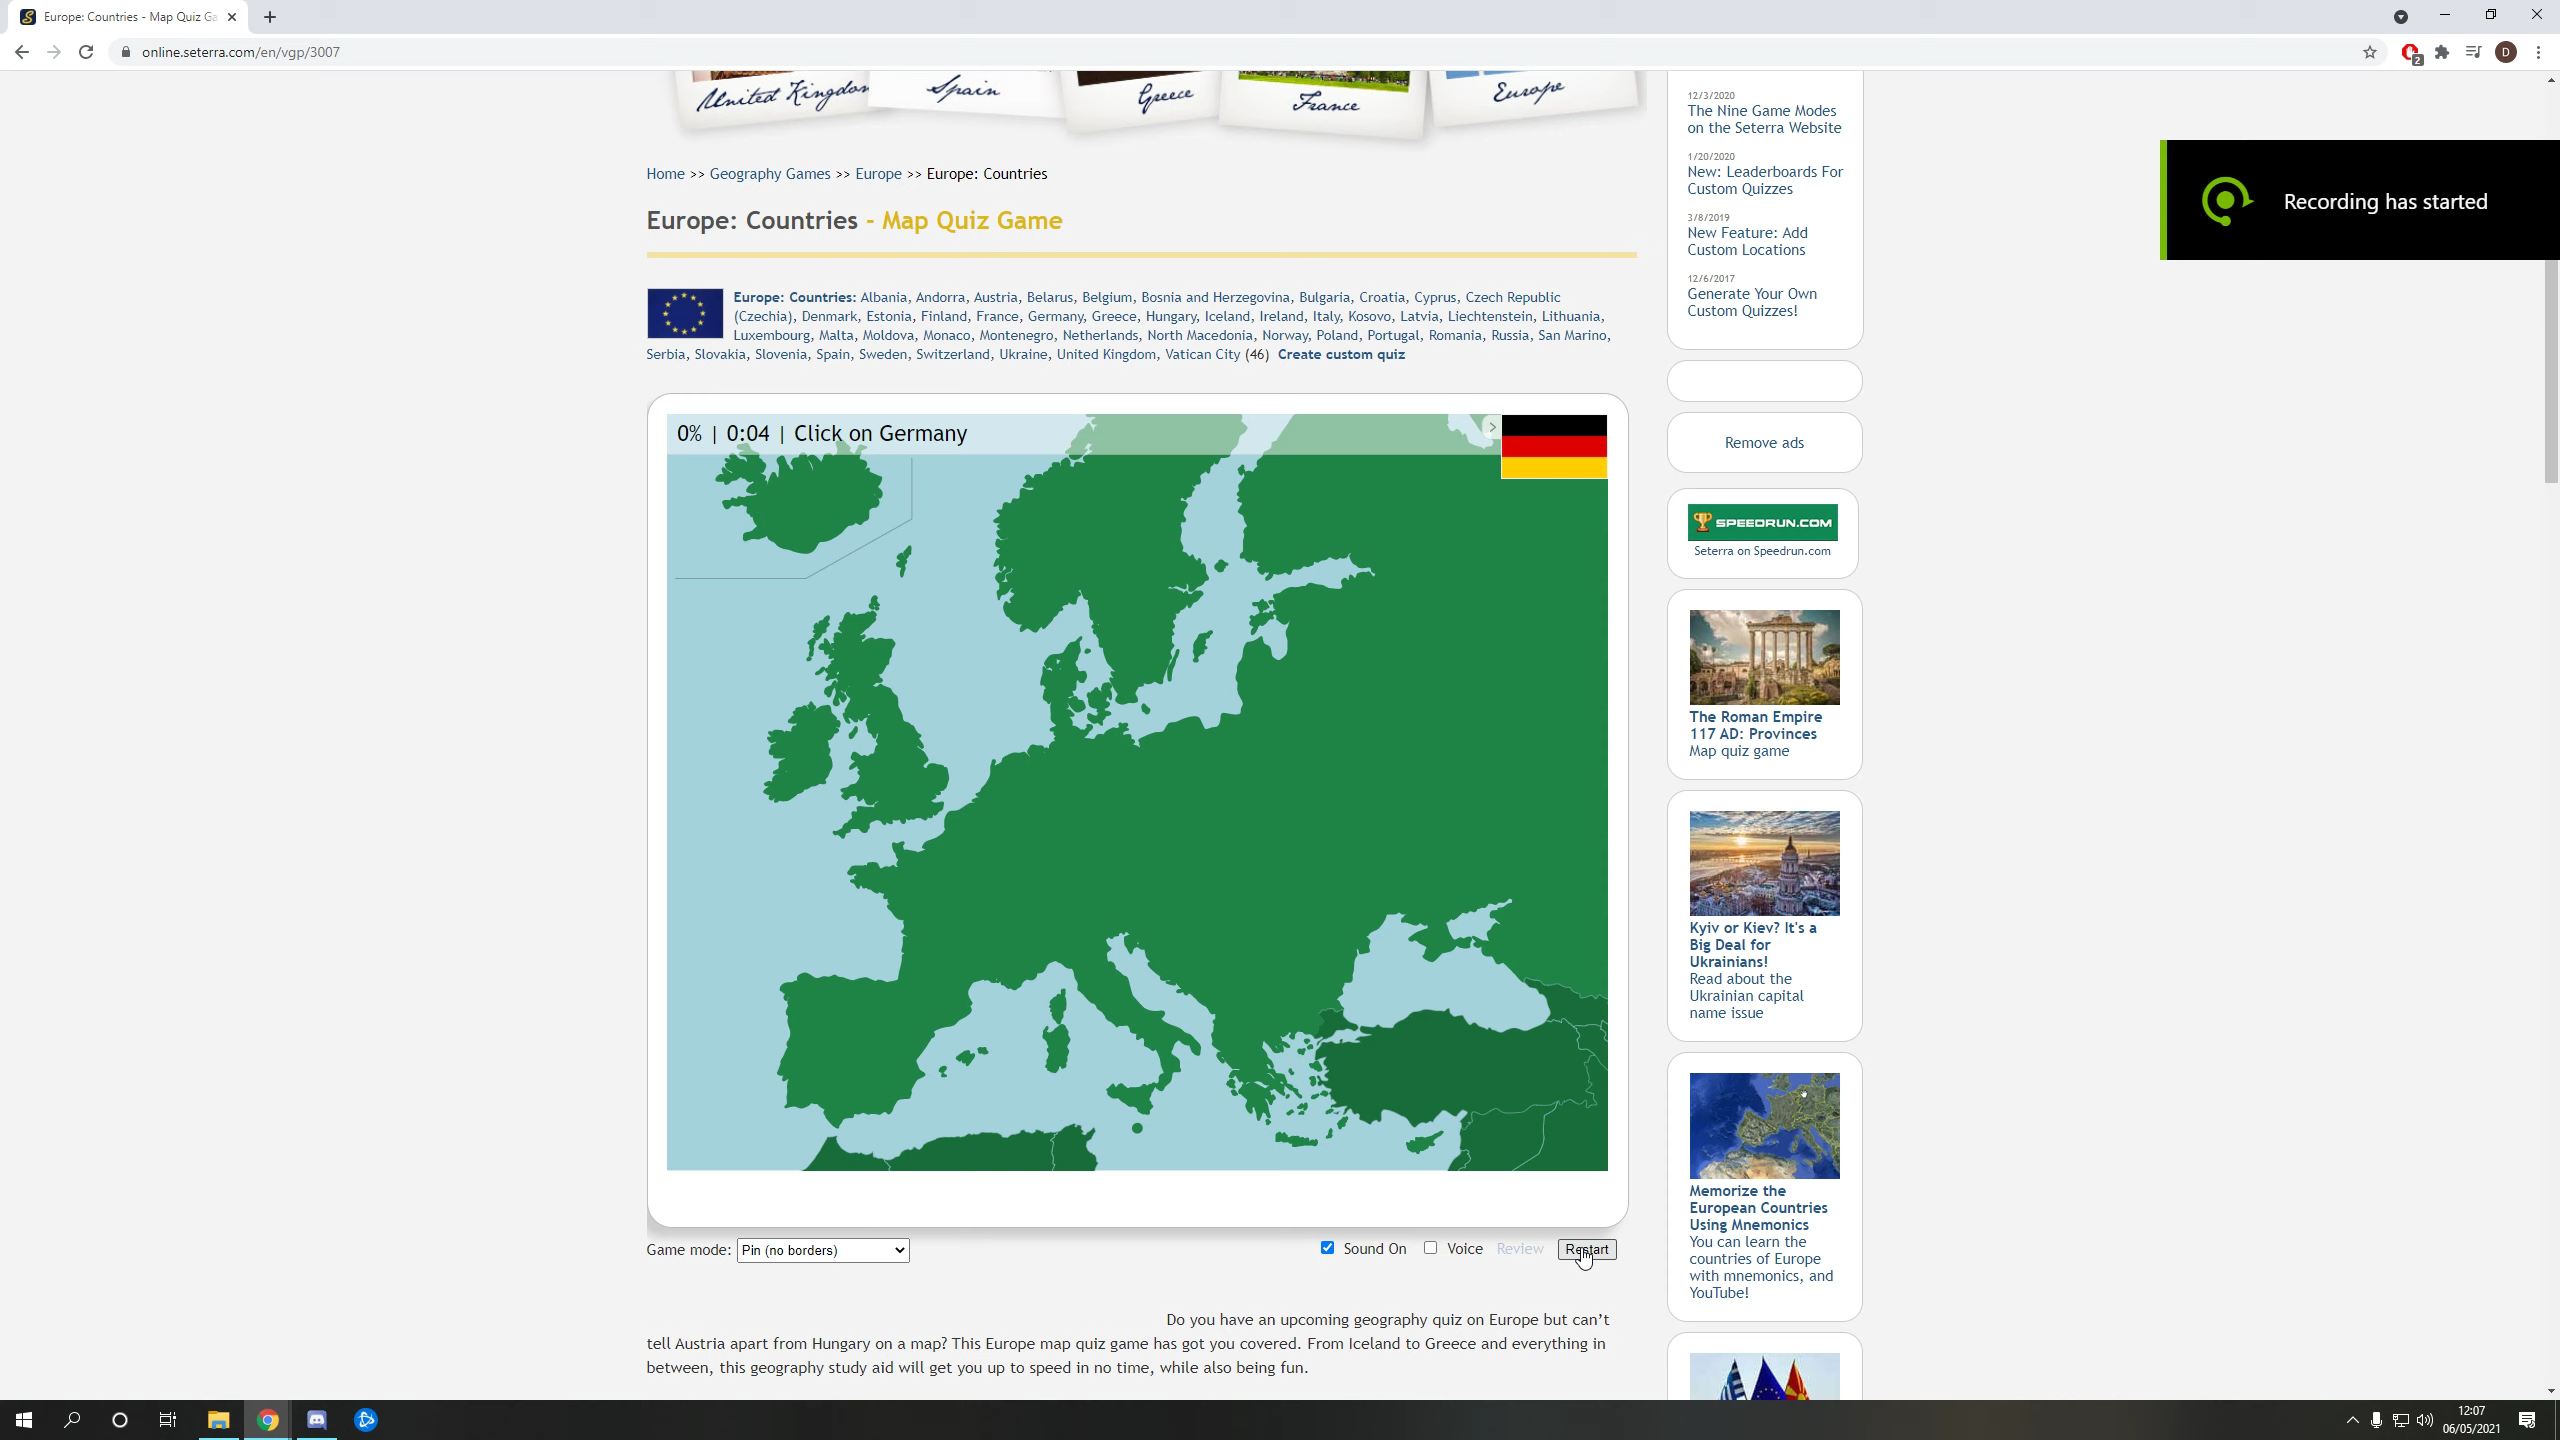 Europe: Countries - Map Quiz Ga
online.seterra.com/en/vgp/3007
2
D
United Kingdom
Spain
Greece
France
Europe
Home >> Geography Games >> Europe >> Europe: Countries
Europe: Countries - Map Quiz Game
Europe: Countries: Albania, Andorra, Austria, Belarus, Belgium, Bosnia and Herzegovina, Bulgaria, Croatia, Cyprus, Czech Republic
(Czechia), Denmark, Estonia, Finland, France, Germany, Greece, Hungary, Iceland, Ireland, Italy, Kosovo, Latvia, Liechtenstein, Lithuania,
Luxembourg, Malta, Moldova, Monaco, Montenegro, Netherlands, North Macedonia, Norway, Poland, Portugal, Romania, Russia, San Marino,
Serbia, Slovakia, Slovenia, Spain, Sweden, Switzerland, Ukraine, United Kingdom, Vatican City (46) Create custom quiz
0% | 0:04 | Click on Germany
Game mode: Pin (no borders)
Sound On Voice Review Restart
Do you have an upcoming geography quiz on Europe but can't
tell Austria apart from Hungary on a map? This Europe map quiz game has got you covered. From Iceland to Greece and everything in
between, this geography study aid will get you up to speed in no time, while also being fun.
12/3/2020
The Nine Game Modes
on the Seterra Website
1/20/2020
New: Leaderboards For
Custom Quizzes
3/8/2019
New Feature: Add
Custom Locations
12/6/2017
Generate Your Own
Custom Quizzes!
Remove ads
SPEEDRUN.COM
Seterra on Speedrun.com
The Roman Empire
117 AD: Provinces
Map quiz game
Kyiv or Kiev? It's a
Big Deal for
Ukrainians!
Read about the
Ukrainian capital
name issue
Memorize the
European Countries
Using Mnemonics
You can learn the
countries of Europe
with mnemonics, and
YouTube!
Recording has started
12:07
06/05/2021